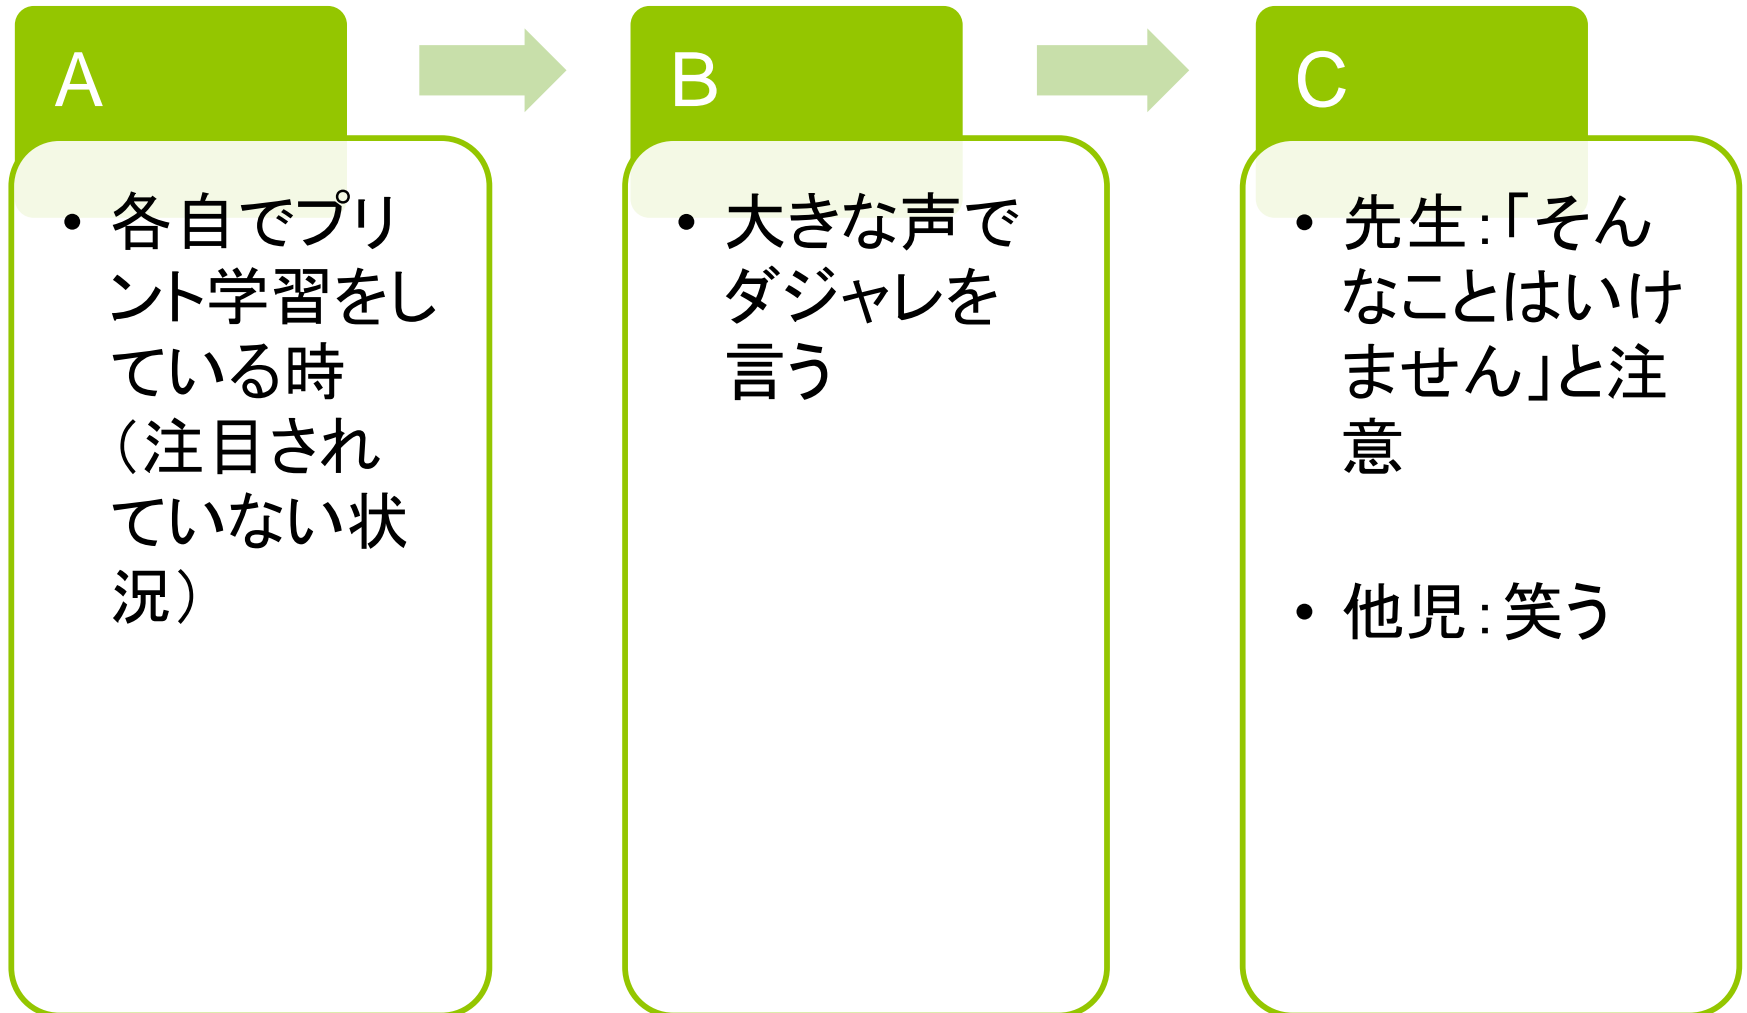 A
• 各自でプリ
ント学習をし
ている時
（注目され
ていない状
況）
B
• 大きな声で
ダジャレを
言う
C
• 先生：「そん
なことはいけ
ません」と注
意
• 他児：笑う